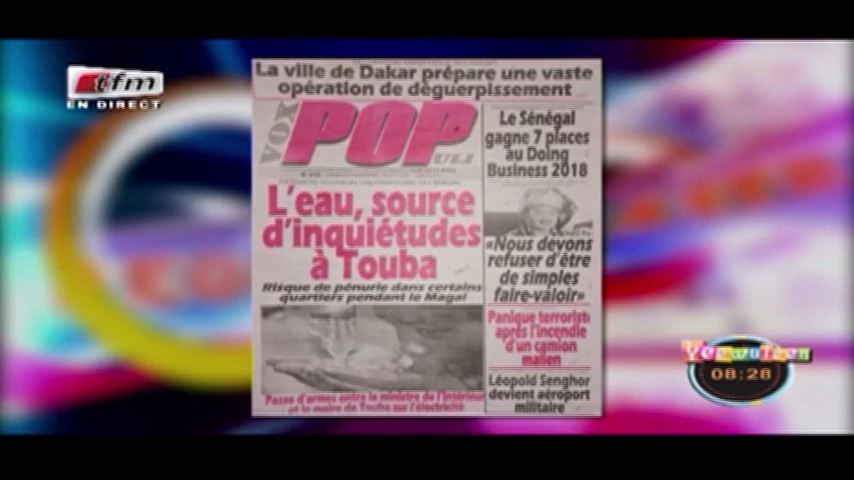 tfm
EN DIRECT
La ville de Dakar prépare une vaste
opération de déguerpissement
VOX
POP
ULI
L'eau, source
d'inquiétudes
à Touba
Risque de pénurie dans certains
quartiers pendant le Magal
Passe d'armes entre le ministre de l'Intérieur
et le maire de Touba sur l'électricité
Le Sénégal
gagne 7 places
au Doing
Business 2018
«Nous devons
refuser d'être
de simples
faire-valoir»
Panique terrorist
après l'incendie
d'un camion
malien
Léopold Senghor
devient aéroport
militaire
Yeewuleen
08:28